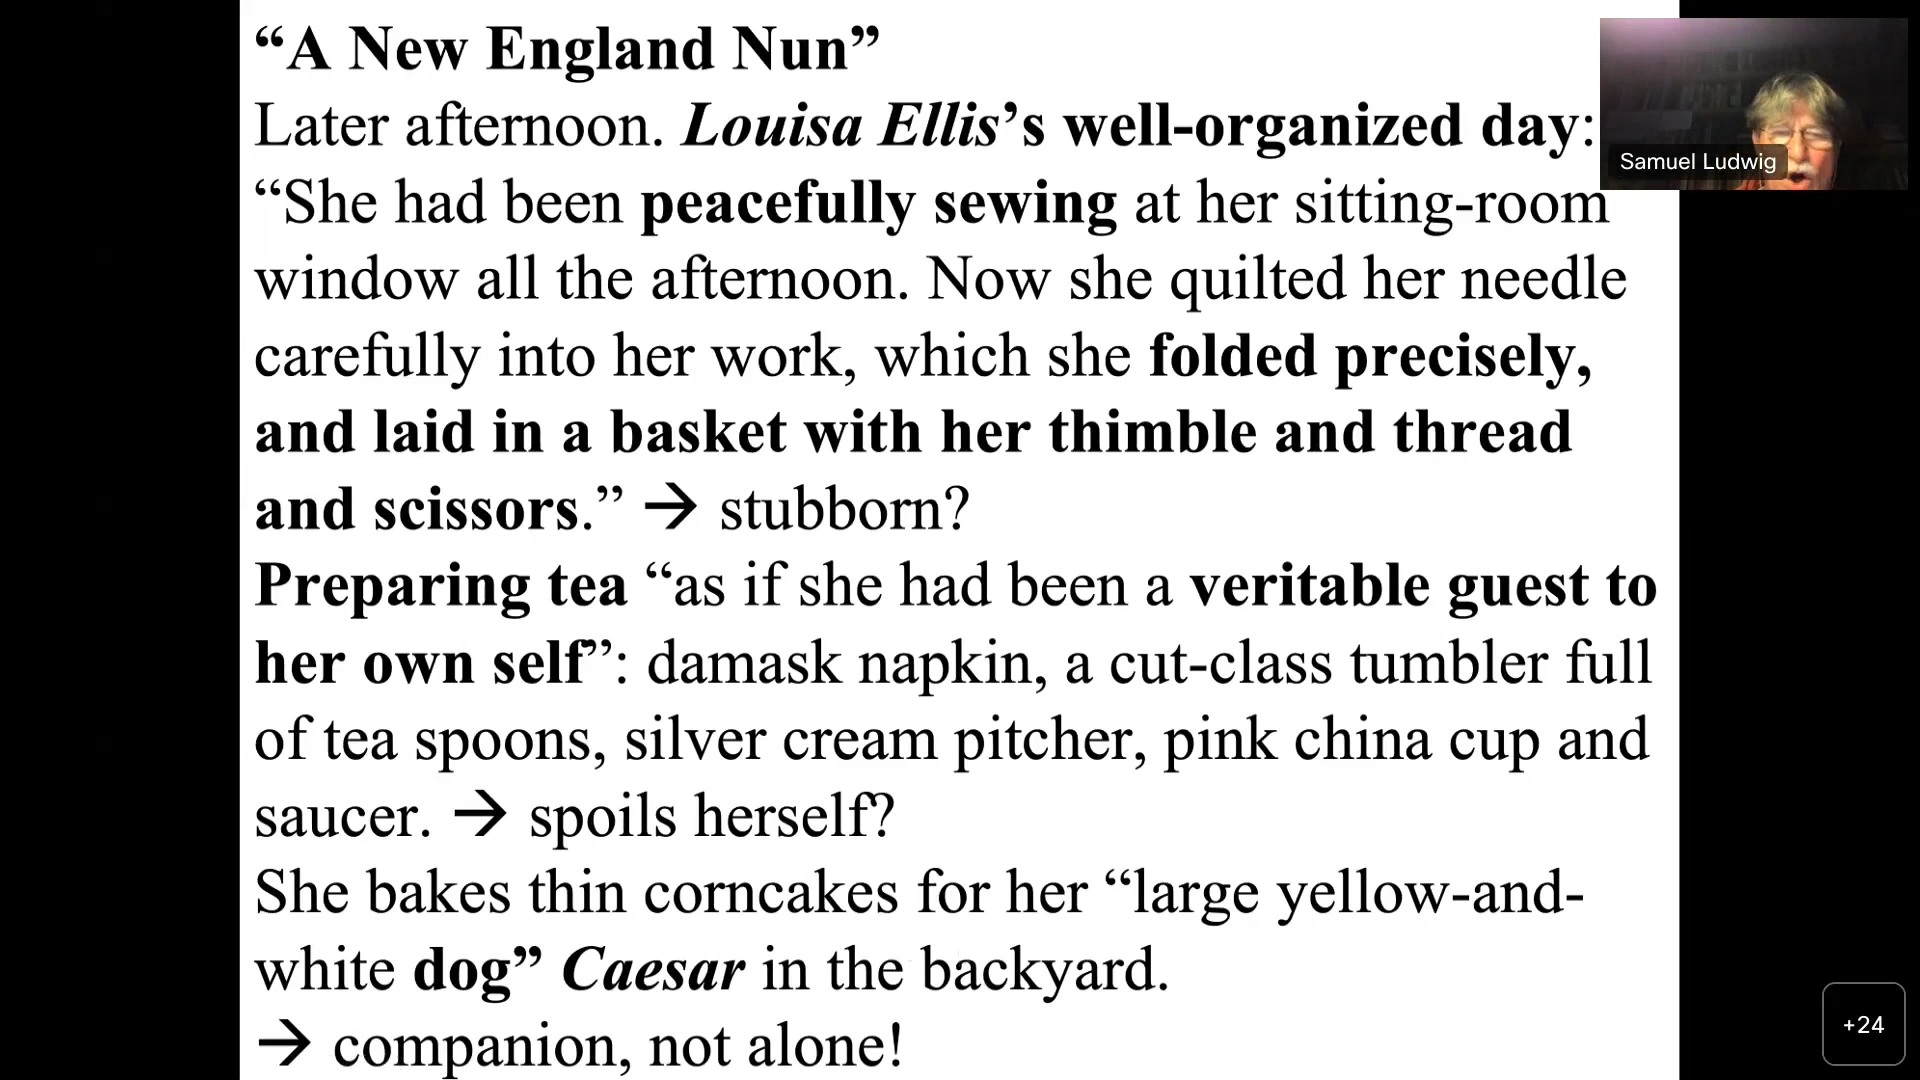 “A New England Nun”
Later afternoon. Louisa Ellis’s well-organized day:
“She had been peacefully sewing at her sitting-room
window all the afternoon. Now she quilted her needle
carefully into her work, which she folded precisely,
and laid in a basket with her thimble and thread
and scissors.” → stubborn?
Preparing tea “as if she had been a veritable guest to
her own self”: damask napkin, a cut-class tumbler full
of tea spoons, silver cream pitcher, pink china cup and
saucer. → spoils herself?
She bakes thin corncakes for her “large yellow-and-
white dog” Caesar in the backyard.
→ companion, not alone!
Samuel Ludwig
+24